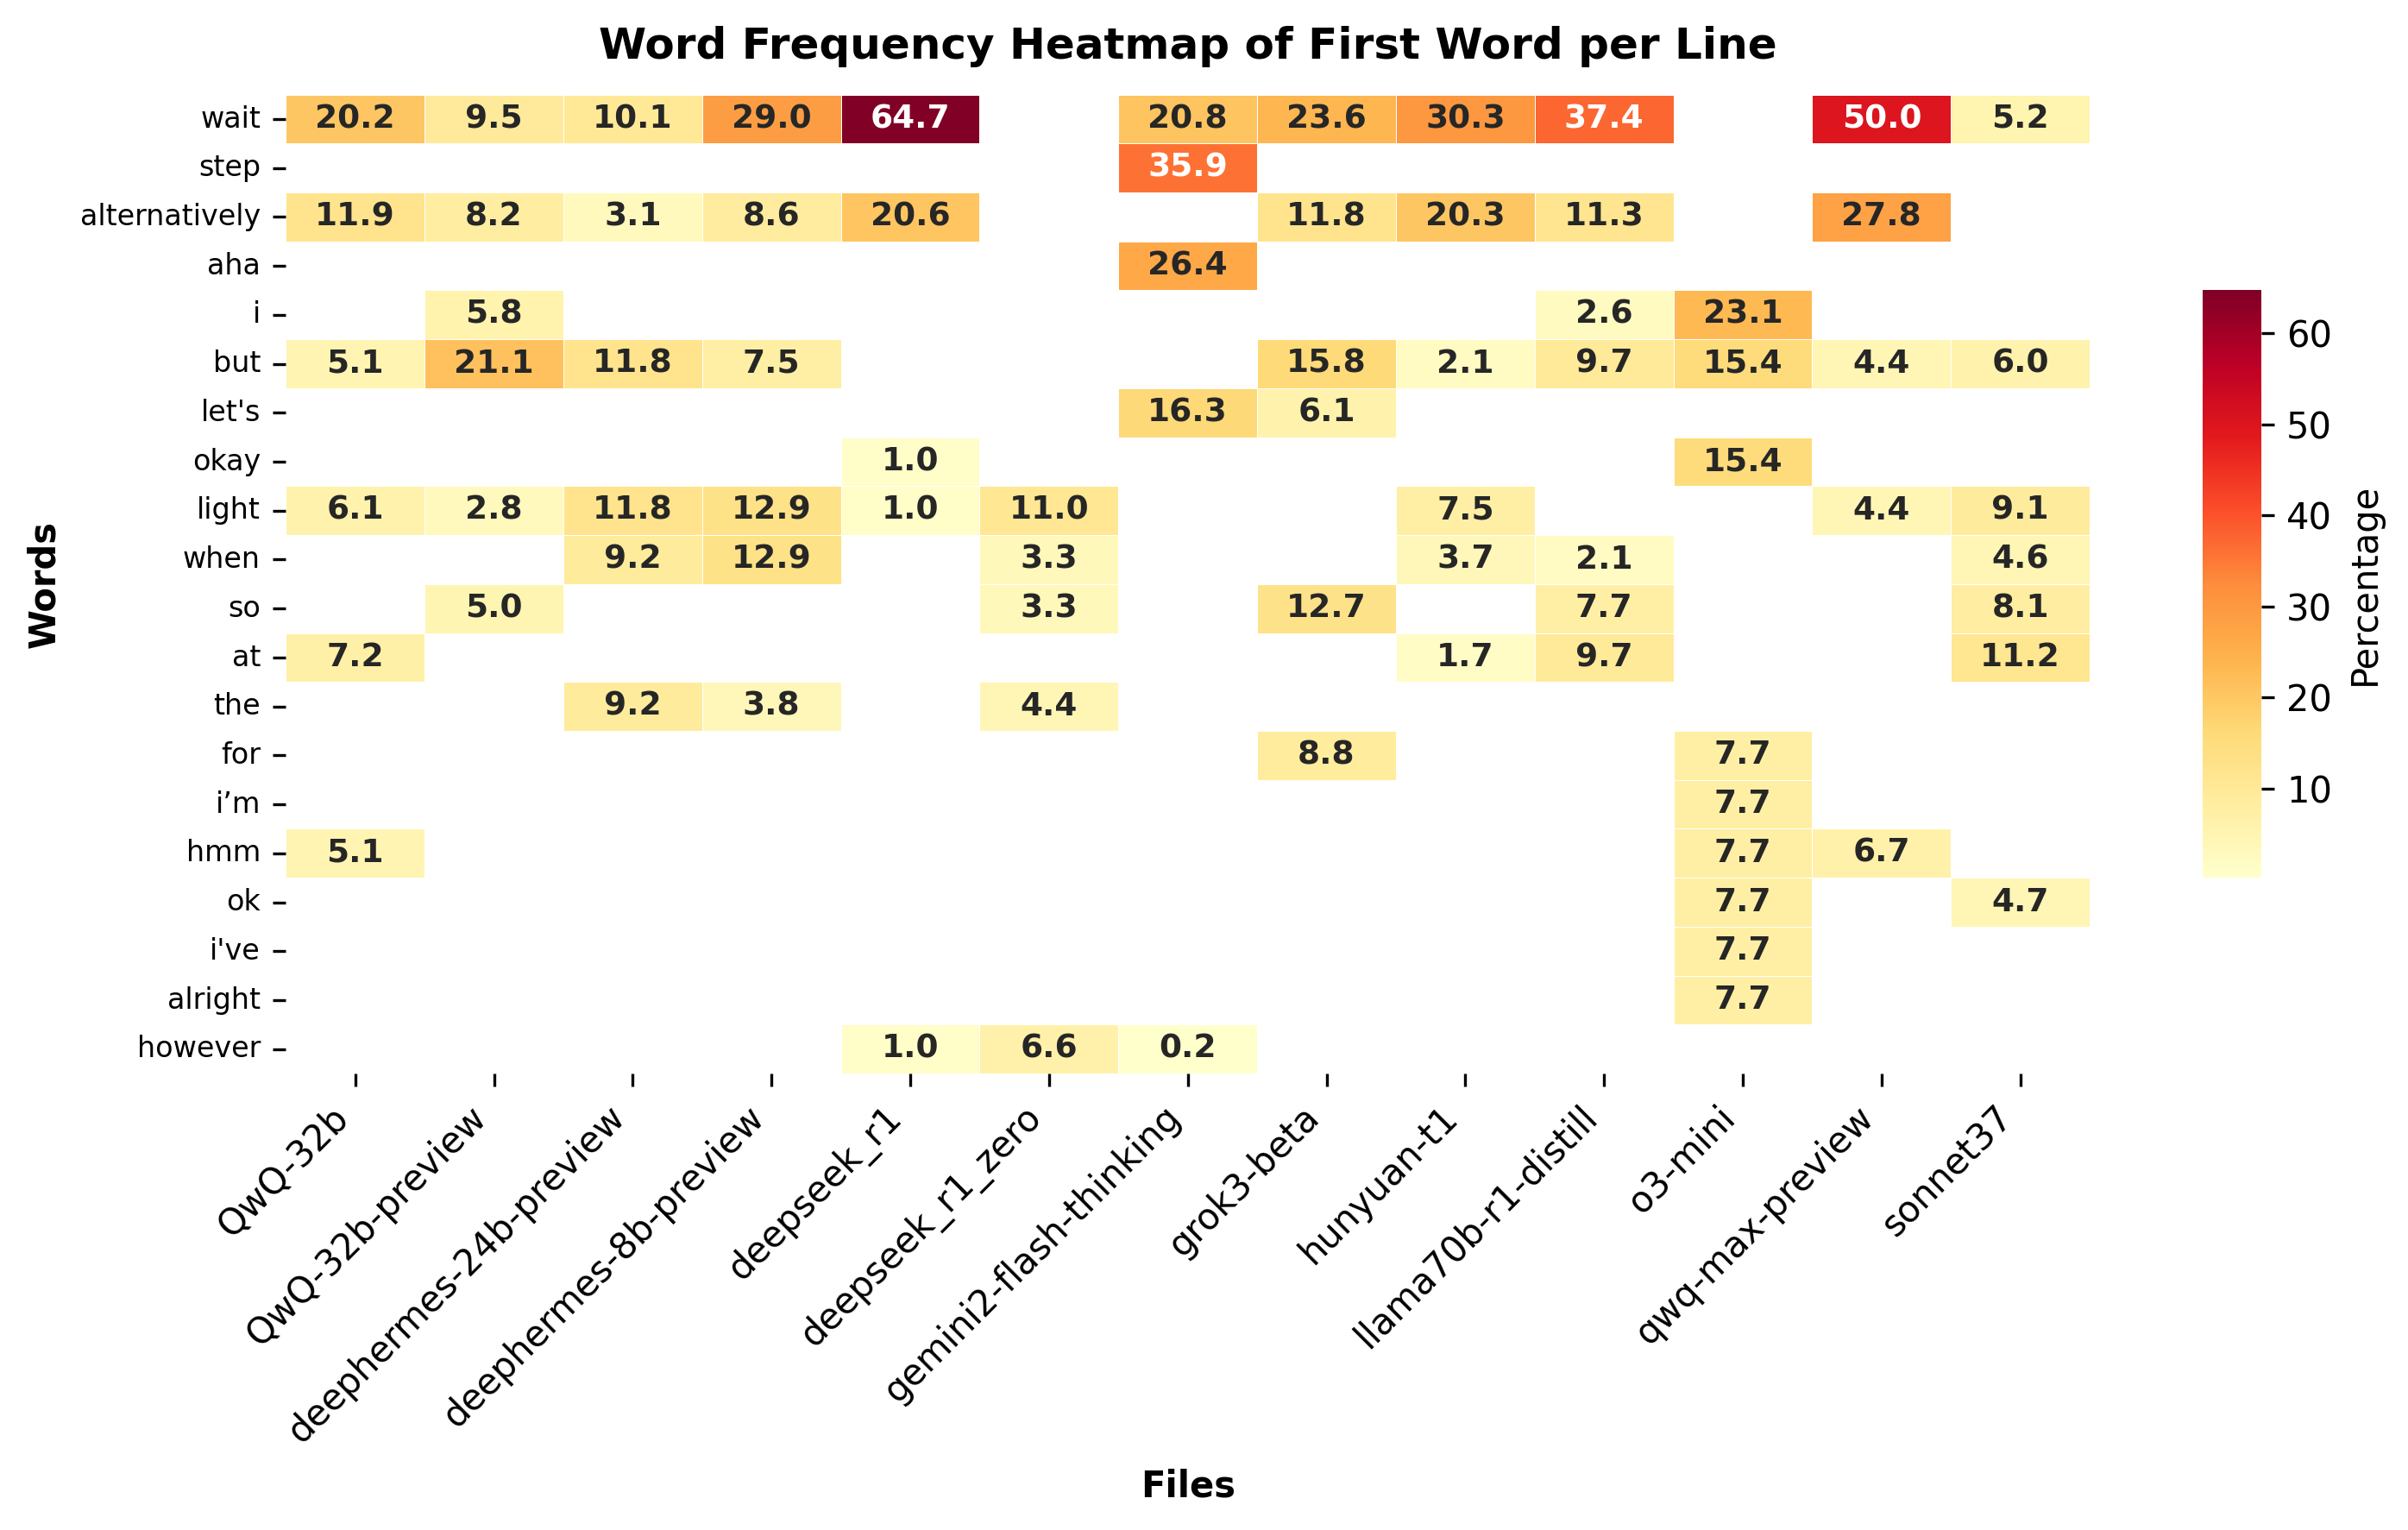 Word Frequency Heatmap of First Word per Line
wait 20.2 9.5 10.1 29.0 64.7 20.8 23.6 30.3 37.4 50.0 5.2
step 35.9
alternatively 11.9 8.2 3.1 8.6 20.6 11.8 20.3 11.3 27.8
aha 26.4
i 5.8 2.6 23.1
but 5.1 21.1 11.8 7.5 15.8 2.1 9.7 15.4 4.4 6.0
let's 16.3 6.1
okay 1.0 15.4
light 6.1 2.8 11.8 12.9 1.0 11.0 7.5 4.4 9.1
when 9.2 12.9 3.3 3.7 2.1 4.6
so 5.0 3.3 12.7 7.7 8.1
at 7.2 1.7 9.7 11.2
the 9.2 3.8 4.4
for 8.8 7.7
i’m 7.7
hmm 5.1 7.7 6.7
ok 7.7 4.7
i've 7.7
alright 7.7
however 1.0 6.6 0.2
Words
QwQ-32b
QwQ-32b-preview
deephermes-24b-preview
deephermes-8b-preview
deepseek_r1
deepseek_r1_zero
gemini2-flash-thinking
grok3-beta
hunyuan-t1
llama70b-r1-distill
o3-mini
qwq-max-preview
sonnet37
Files
60
50
40
30
20
10
Percentage